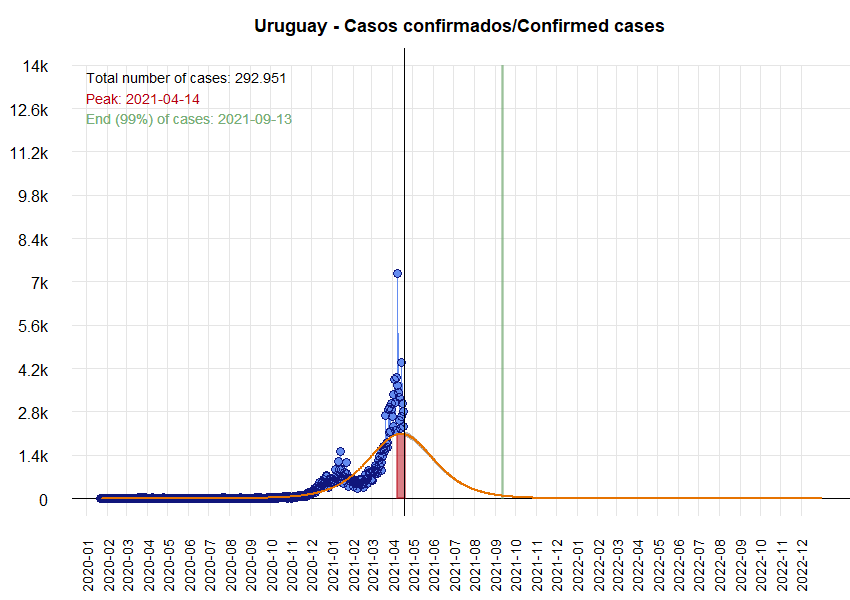 Uruguay - Casos confirmados/Confirmed cases
14k
12.6k
11.2k
9.8k
8.4k
7k
5.6k
4.2k
2.8k
1.4k
0
Total number of cases: 292.951
Peak: 2021-04-14
End (99%) of cases: 2021-09-13
2020-01
2020-02
2020-03
2020-04
2020-05
2020-06
2020-07
2020-08
2020-09
2020-10
2020-11
2020-12
2021-01
2021-02
2021-03
2021-04
2021-05
2021-06
2021-07
2021-08
2021-09
2021-10
2021-11
2021-12
2022-01
2022-02
2022-03
2022-04
2022-05
2022-06
2022-07
2022-08
2022-09
2022-10
2022-11
2022-12